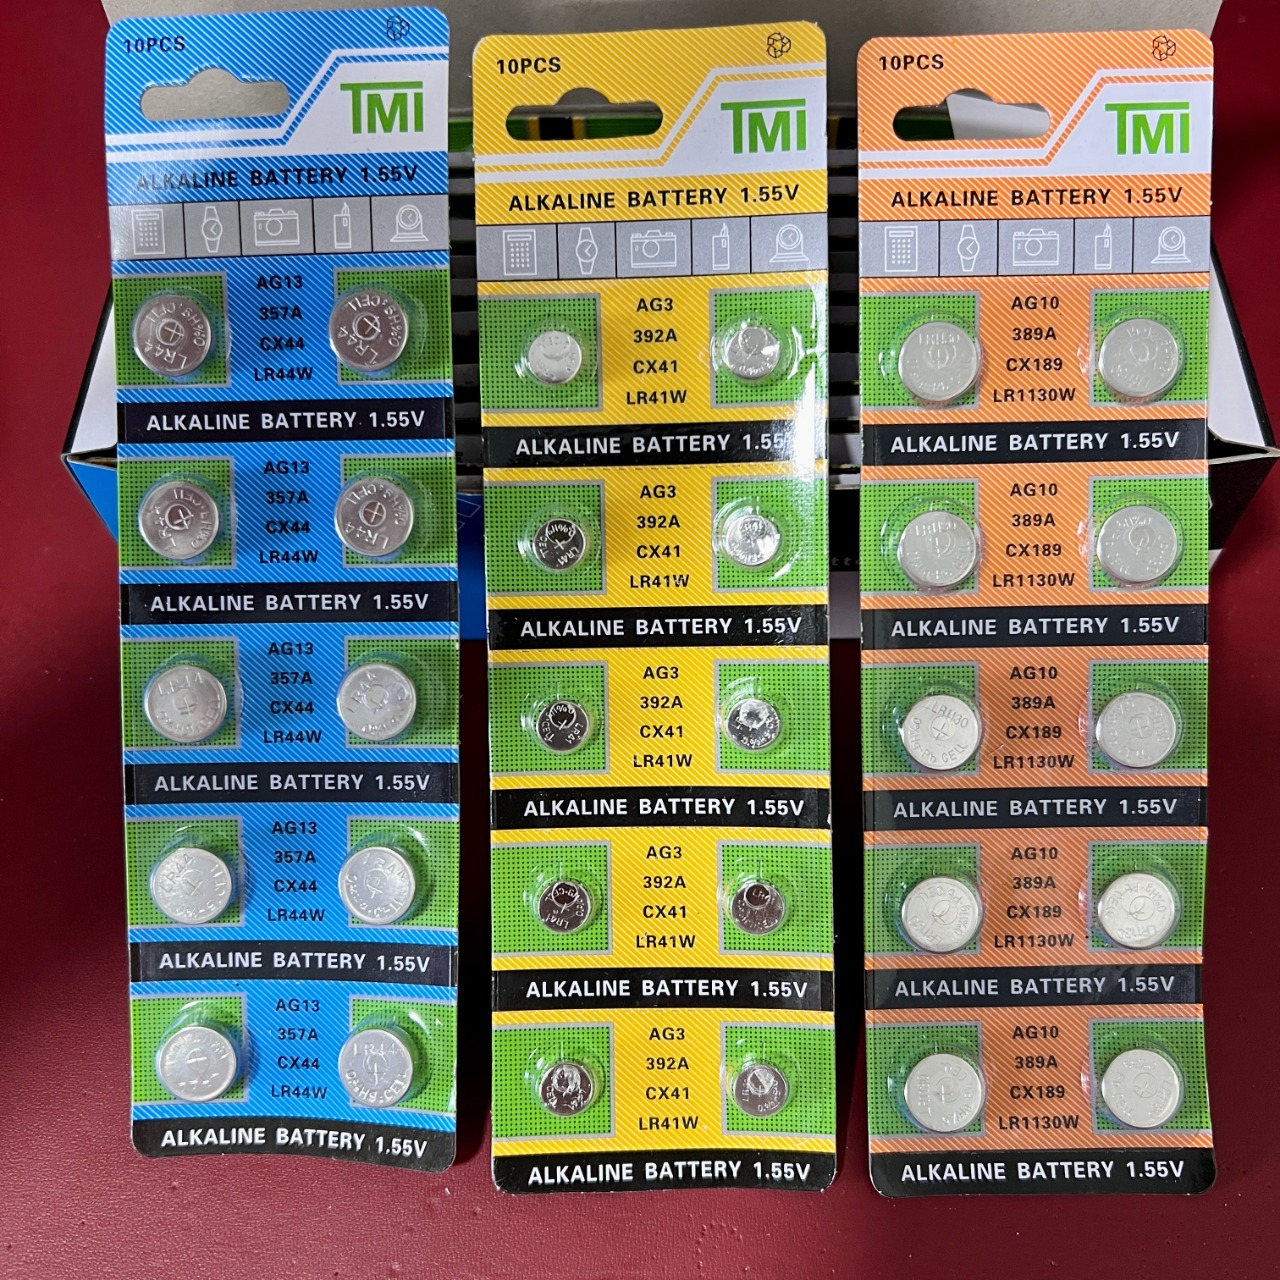 10PCS
TMI
ALKALINE BATTERY 1.55V
AG13
357A
CX44
LR44W
ALKALINE BATTERY 1.55V
AG13
357A
CX44
LR44W
ALKALINE BATTERY 1.55V
AG13
357A
CX44
LR44W
ALKALINE BATTERY 1.55V
AG13
357A
CX44
LR44W
ALKALINE BATTERY 1.55V
AG13
357A
CX44
LR44W
ALKALINE BATTERY 1.55V
10PCS
TMI
ALKALINE BATTERY 1.55V
AG3
392A
CX41
LR41W
ALKALINE BATTERY 1.55
AG3
392A
CX41
LR41W
ALKALINE BATTERY 1.55V
AG3
392A
CX41
LR41W
ALKALINE BATTERY 1.55V
AG3
392A
CX41
LR41W
ALKALINE BATTERY 1.55V
AG3
392A
CX41
LR41W
ALKALINE BATTERY 1.55V
10PCS
TMI
ALKALINE BATTERY 1.55V
AG10
389A
CX189
LR1130W
ALKALINE BATTERY 1.55V
AG10
389A
CX189
LR1130W
ALKALINE BATTERY 1.55V
AG10
389A
CX189
LR1130W
ALKALINE BATTERY 1.55V
AG10
389A
CX189
LR1130W
ALKALINE BATTERY 1.55V
AG10
389A
CX189
LR1130W
ALKALINE BATTERY 1.55V